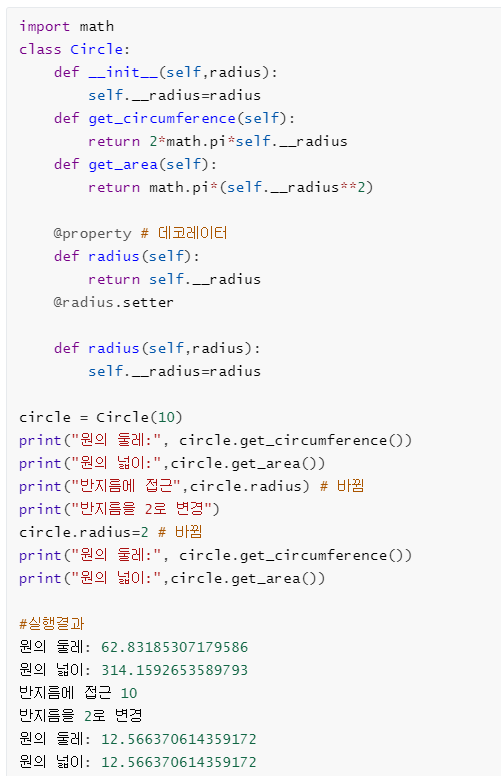 import math
class Circle:
    def __init__(self,radius):
        self.__radius=radius
    def get_circumference(self):
        return 2*math.pi*self.__radius
    def get_area(self):
        return math.pi*(self.__radius**2)

    @property # 데코레이터
    def radius(self):
        return self.__radius
    @radius.setter

    def radius(self,radius):
        self.__radius=radius

circle = Circle(10)
print("원의 둘레:", circle.get_circumference())
print("원의 넓이:",circle.get_area())
print("반지름에 접근",circle.radius) # 바뀜
print("반지름을 2로 변경")
circle.radius=2 # 바뀜
print("원의 둘레:", circle.get_circumference())
print("원의 넓이:",circle.get_area())

#실행결과
원의 둘레: 62.83185307179586
원의 넓이: 314.1592653589793
반지름에 접근 10
반지름을 2로 변경
원의 둘레: 12.566370614359172
원의 넓이: 12.566370614359172